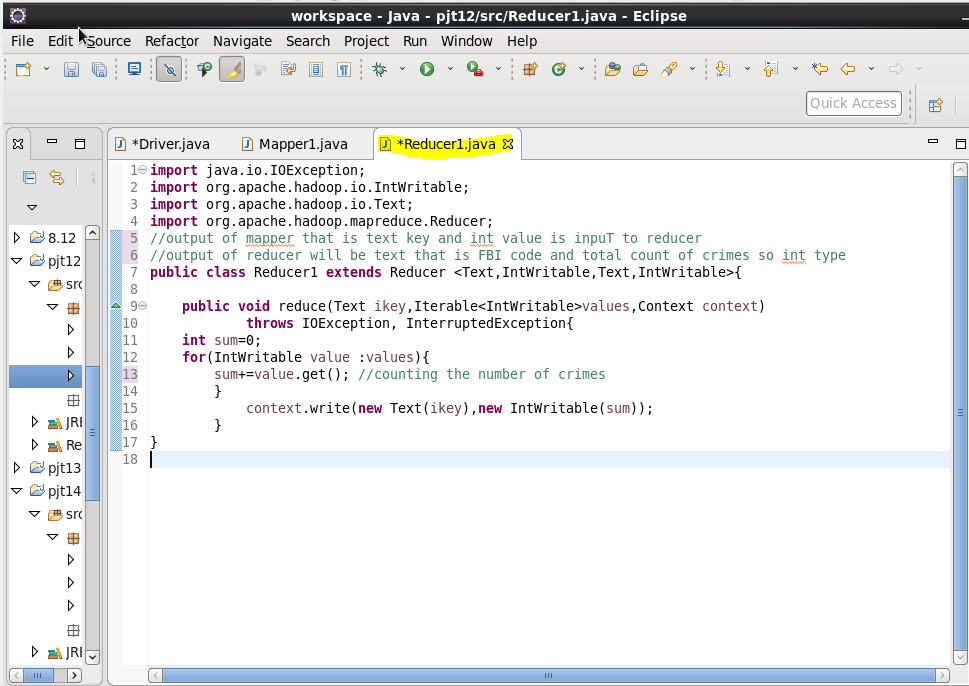 workspace - Java - pjt12/src/Reducer1.java - Eclipse
File Edit Source Refactor Navigate Search Project Run Window Help
Quick Access
*Driver.java Mapper1.java *Reducer1.java
8.12
pjt12
src
JRE
Re
pjt13
pjt14
src
JRE
1 import java.io.IOException;
2 import org.apache.hadoop.io.IntWritable;
3 import org.apache.hadoop.io.Text;
4 import org.apache.hadoop.mapreduce.Reducer;
5 //output of mapper that is text key and int value is inpuT to reducer
6 //output of reducer will be text that is FBI code and total count of crimes so int type
7 public class Reducer1 extends Reducer <Text,IntWritable,Text,IntWritable>{
8
9 public void reduce(Text ikey,Iterable<IntWritable>values,Context context)
10 throws IOException, InterruptedException{
11 int sum=0;
12 for(IntWritable value :values){
13 sum+=value.get(); //counting the number of crimes
14 }
15 context.write(new Text(ikey),new IntWritable(sum));
16 }
17 }
18